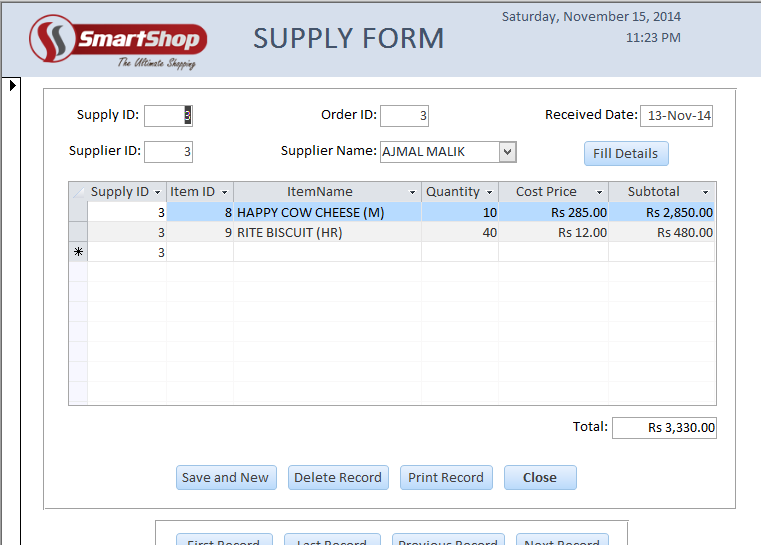 SmartShop
The Ultimate Shopping
SUPPLY FORM
Saturday, November 15, 2014
11:23 PM
Supply ID: 3 Order ID: 3 Received Date: 13-Nov-14
Supplier ID: 3 Supplier Name: AJMAL MALIK Fill Details
Supply ID Item ID ItemName Quantity Cost Price Subtotal
3 8 HAPPY COW CHEESE (M) 10 Rs 285.00 Rs 2,850.00
3 9 RITE BISCUIT (HR) 40 Rs 12.00 Rs 480.00
3
Total: Rs 3,330.00
Save and New Delete Record Print Record Close
First Record Last Record Previous Record Next Record